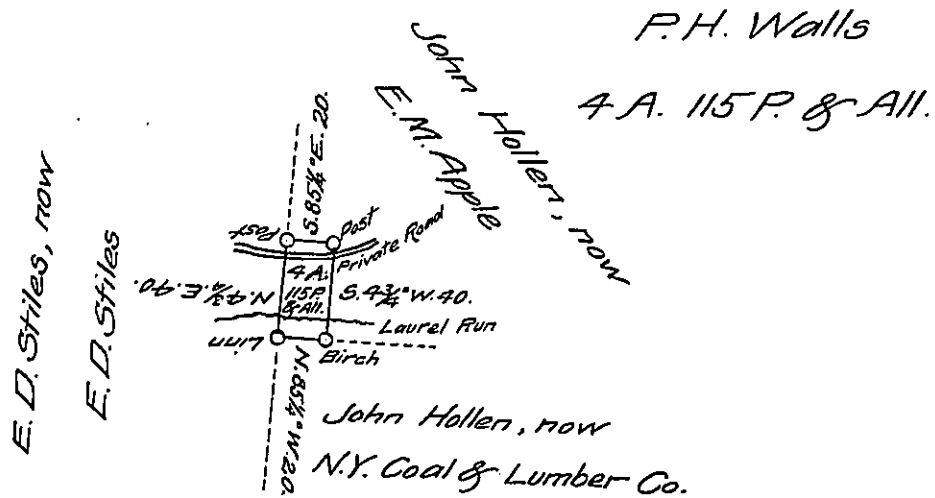 P. H. Walls
4 A. 115 P. & All.
John Hollen, now
E. M. Apple
S. 85¼° E. 20.
E. D. Stiles, now
E. D. Stiles
Post
Post
Private Road
4 A.
115 P.
& All.
N. 4¾° E. 40.
S. 4¾° W. 40.
Laurel Run
Linn
Birch
N. 85¼° W. 20.
John Hollen, now
N.Y. Coal & Lumber Co.